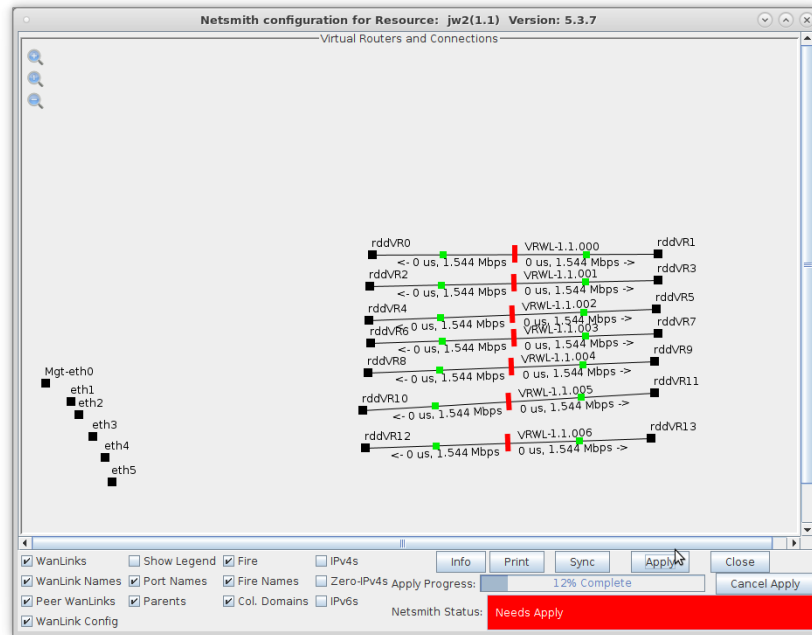 Netsmith configuration for Resource:  jw2(1.1)  Version: 5.3.7
Virtual Routers and Connections
rddVR0 VRWL-1.1.000 rddVR1
<- 0 us, 1.544 Mbps 0 us, 1.544 Mbps ->
rddVR2 VRWL-1.1.001 rddVR3
<- 0 us, 1.544 Mbps 0 us, 1.544 Mbps ->
rddVR4 VRWL-1.1.002 rddVR5
<- 0 us, 1.544 Mbps 0 us, 1.544 Mbps ->
rddVR6 VRWL-1.1.003 rddVR7
<- 0 us, 1.544 Mbps 0 us, 1.544 Mbps ->
rddVR8 VRWL-1.1.004 rddVR9
<- 0 us, 1.544 Mbps 0 us, 1.544 Mbps ->
rddVR10 VRWL-1.1.005 rddVR11
<- 0 us, 1.544 Mbps 0 us, 1.544 Mbps ->
rddVR12 VRWL-1.1.006 rddVR13
<- 0 us, 1.544 Mbps 0 us, 1.544 Mbps ->
Mgt-eth0
eth1
eth2
eth3
eth4
eth5
WanLinks Show Legend Fire IPv4s Info Print Sync Apply Close
WanLink Names Port Names Fire Names Zero-IPv4s Apply Progress: 12% Complete Cancel Apply
Peer WanLinks Parents Col. Domains IPv6s
Netsmith Status: Needs Apply
WanLink Config